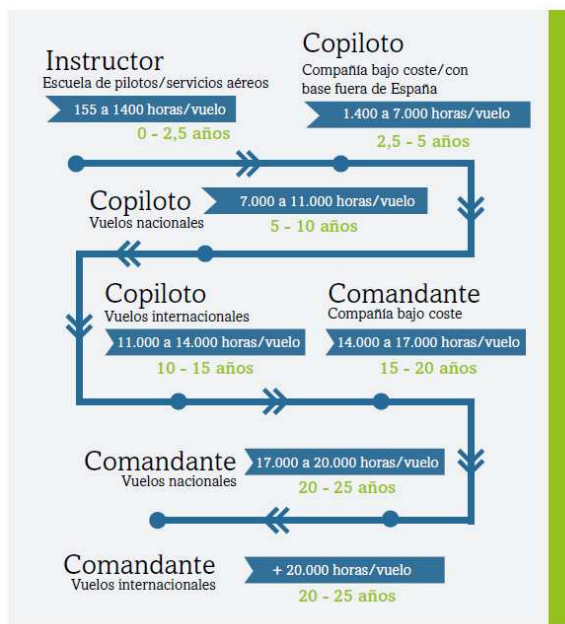 Instructor
Escuela de pilotos/servicios aéreos
155 a 1400 horas/vuelo
0 - 2,5 años
Copiloto
Compañía bajo coste/con
base fuera de España
1.400 a 7.000 horas/vuelo
2,5 - 5 años
Copiloto
Vuelos nacionales
7.000 a 11.000 horas/vuelo
5 - 10 años
Copiloto
Vuelos internacionales
11.000 a 14.000 horas/vuelo
10 - 15 años
Comandante
Compañía bajo coste
14.000 a 17.000 horas/vuelo
15 - 20 años
Comandante
Vuelos nacionales
17.000 a 20.000 horas/vuelo
20 - 25 años
Comandante
Vuelos internacionales
+ 20.000 horas/vuelo
20 - 25 años